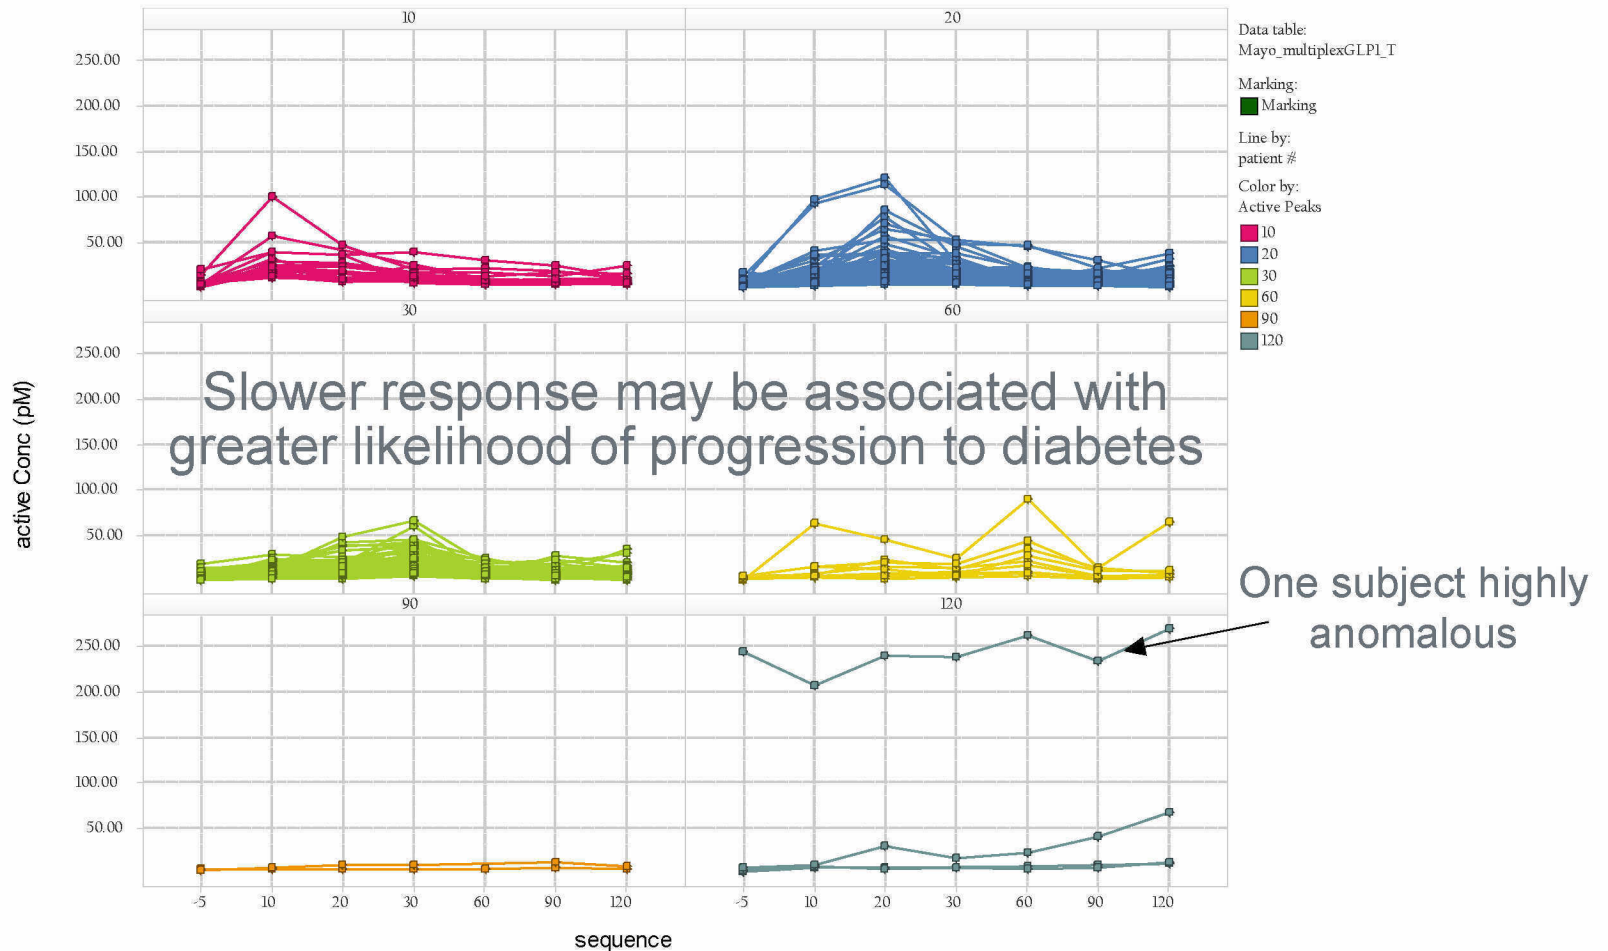 10
20
250.00
200.00
150.00
100.00
50.00
30
60
250.00
200.00
150.00
100.00
50.00
Slower response may be associated with
greater likelihood of progression to diabetes
90
120
250.00
200.00
150.00
100.00
50.00
active Conc (pM)
-5 10 20 30 60 90 120
-5 10 20 30 60 90 120
sequence
One subject highly
anomalous
Data table:
Mayo_multiplexGLP1_T
Marking:
Marking
Line by:
patient #
Color by:
Active Peaks
10
20
30
60
90
120